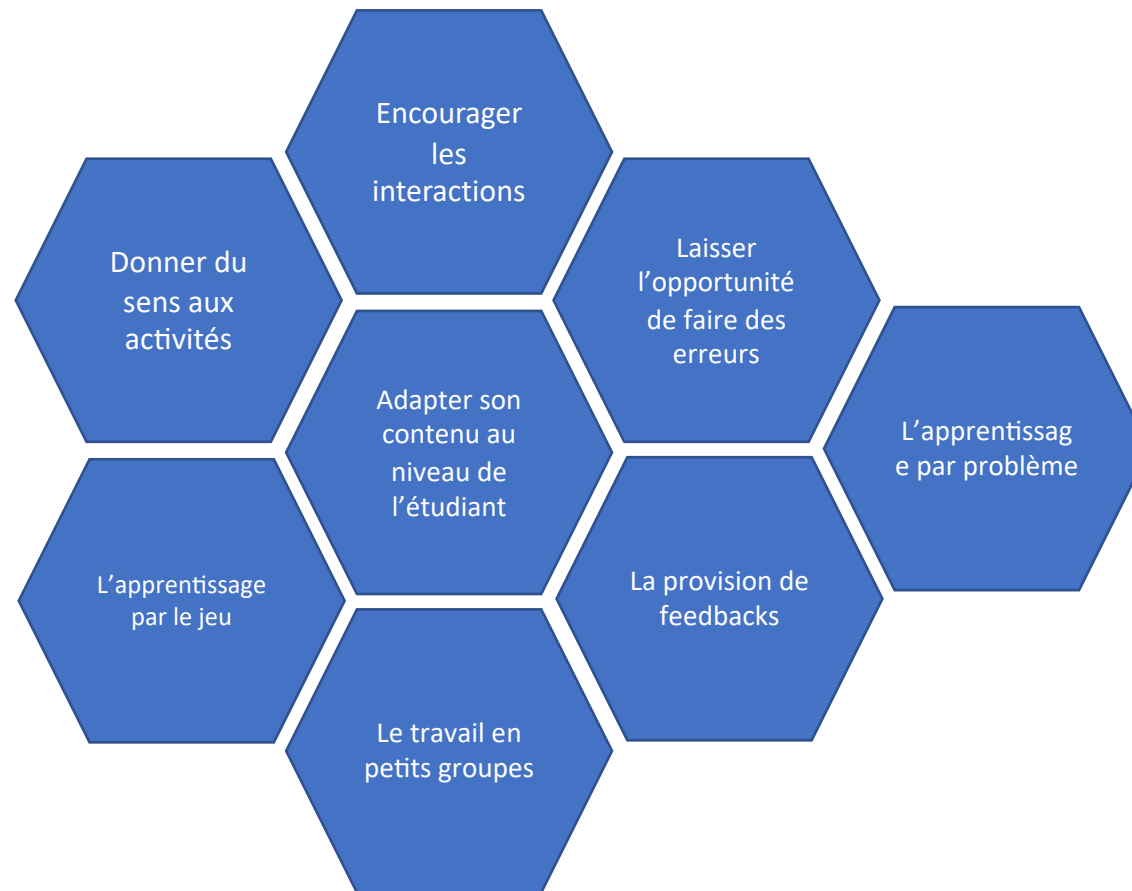 Encourager
les
interactions
Donner du
sens aux
activités
Laisser
l’opportunité
de faire des
erreurs
Adapter son
contenu au
niveau de
l’étudiant
L’apprentissag
e par problème
L’apprentissage
par le jeu
La provision de
feedbacks
Le travail en
petits groupes